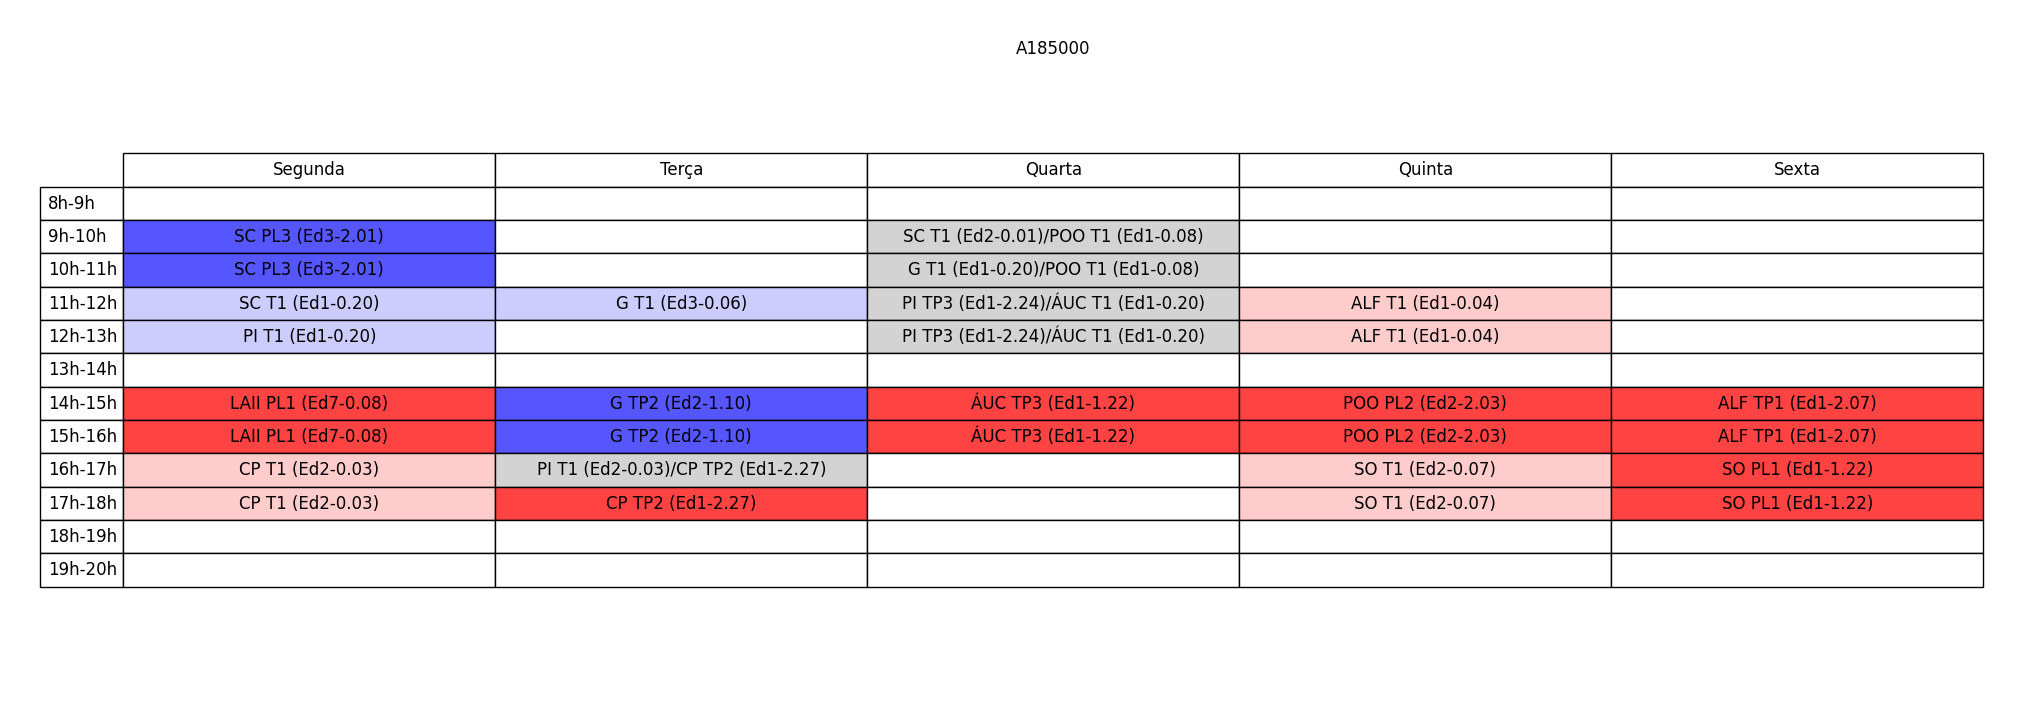 A185000
Segunda Terça Quarta Quinta Sexta
8h-9h
9h-10h SC PL3 (Ed3-2.01) SC T1 (Ed2-0.01)/POO T1 (Ed1-0.08)
10h-11h SC PL3 (Ed3-2.01) G T1 (Ed1-0.20)/POO T1 (Ed1-0.08)
11h-12h SC T1 (Ed1-0.20) G T1 (Ed3-0.06) PI TP3 (Ed1-2.24)/ÁUC T1 (Ed1-0.20) ALF T1 (Ed1-0.04)
12h-13h PI T1 (Ed1-0.20) PI TP3 (Ed1-2.24)/ÁUC T1 (Ed1-0.20) ALF T1 (Ed1-0.04)
13h-14h
14h-15h LAII PL1 (Ed7-0.08) G TP2 (Ed2-1.10) ÁUC TP3 (Ed1-1.22) POO PL2 (Ed2-2.03) ALF TP1 (Ed1-2.07)
15h-16h LAII PL1 (Ed7-0.08) G TP2 (Ed2-1.10) ÁUC TP3 (Ed1-1.22) POO PL2 (Ed2-2.03) ALF TP1 (Ed1-2.07)
16h-17h CP T1 (Ed2-0.03) PI T1 (Ed2-0.03)/CP TP2 (Ed1-2.27) SO T1 (Ed2-0.07) SO PL1 (Ed1-1.22)
17h-18h CP T1 (Ed2-0.03) CP TP2 (Ed1-2.27) SO T1 (Ed2-0.07) SO PL1 (Ed1-1.22)
18h-19h
19h-20h